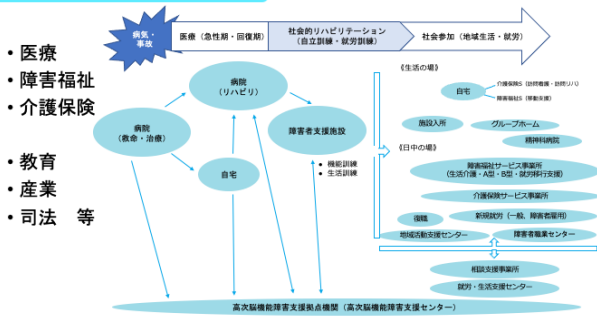 病気・
事故
医療(急性期・回復期)
社会的リハビリテーション
(自立訓練・就労訓練)
社会参加(地域生活・就労)
・医療
・障害福祉
・介護保険
・教育
・産業
・司法 等
病院
(救命・治療)
病院
(リハビリ)
自宅
障害者支援施設
● 機能訓練
● 生活訓練
《生活の場》
自宅
介護保険S(訪問看護・訪問リハ)
障害福祉S(移動支援)
施設入所
グループホーム
精神科病院
《日中の場》
障害福祉サービス事業所
(生活介護・A型・B型・就労移行支援)
介護保険サービス事業所
復職
新規就労(一般、障害者雇用)
地域活動支援センター
障害者職業センター
相談支援事業所
就労・生活支援センター
高次脳機能障害支援拠点機関(高次脳機能障害支援センター)